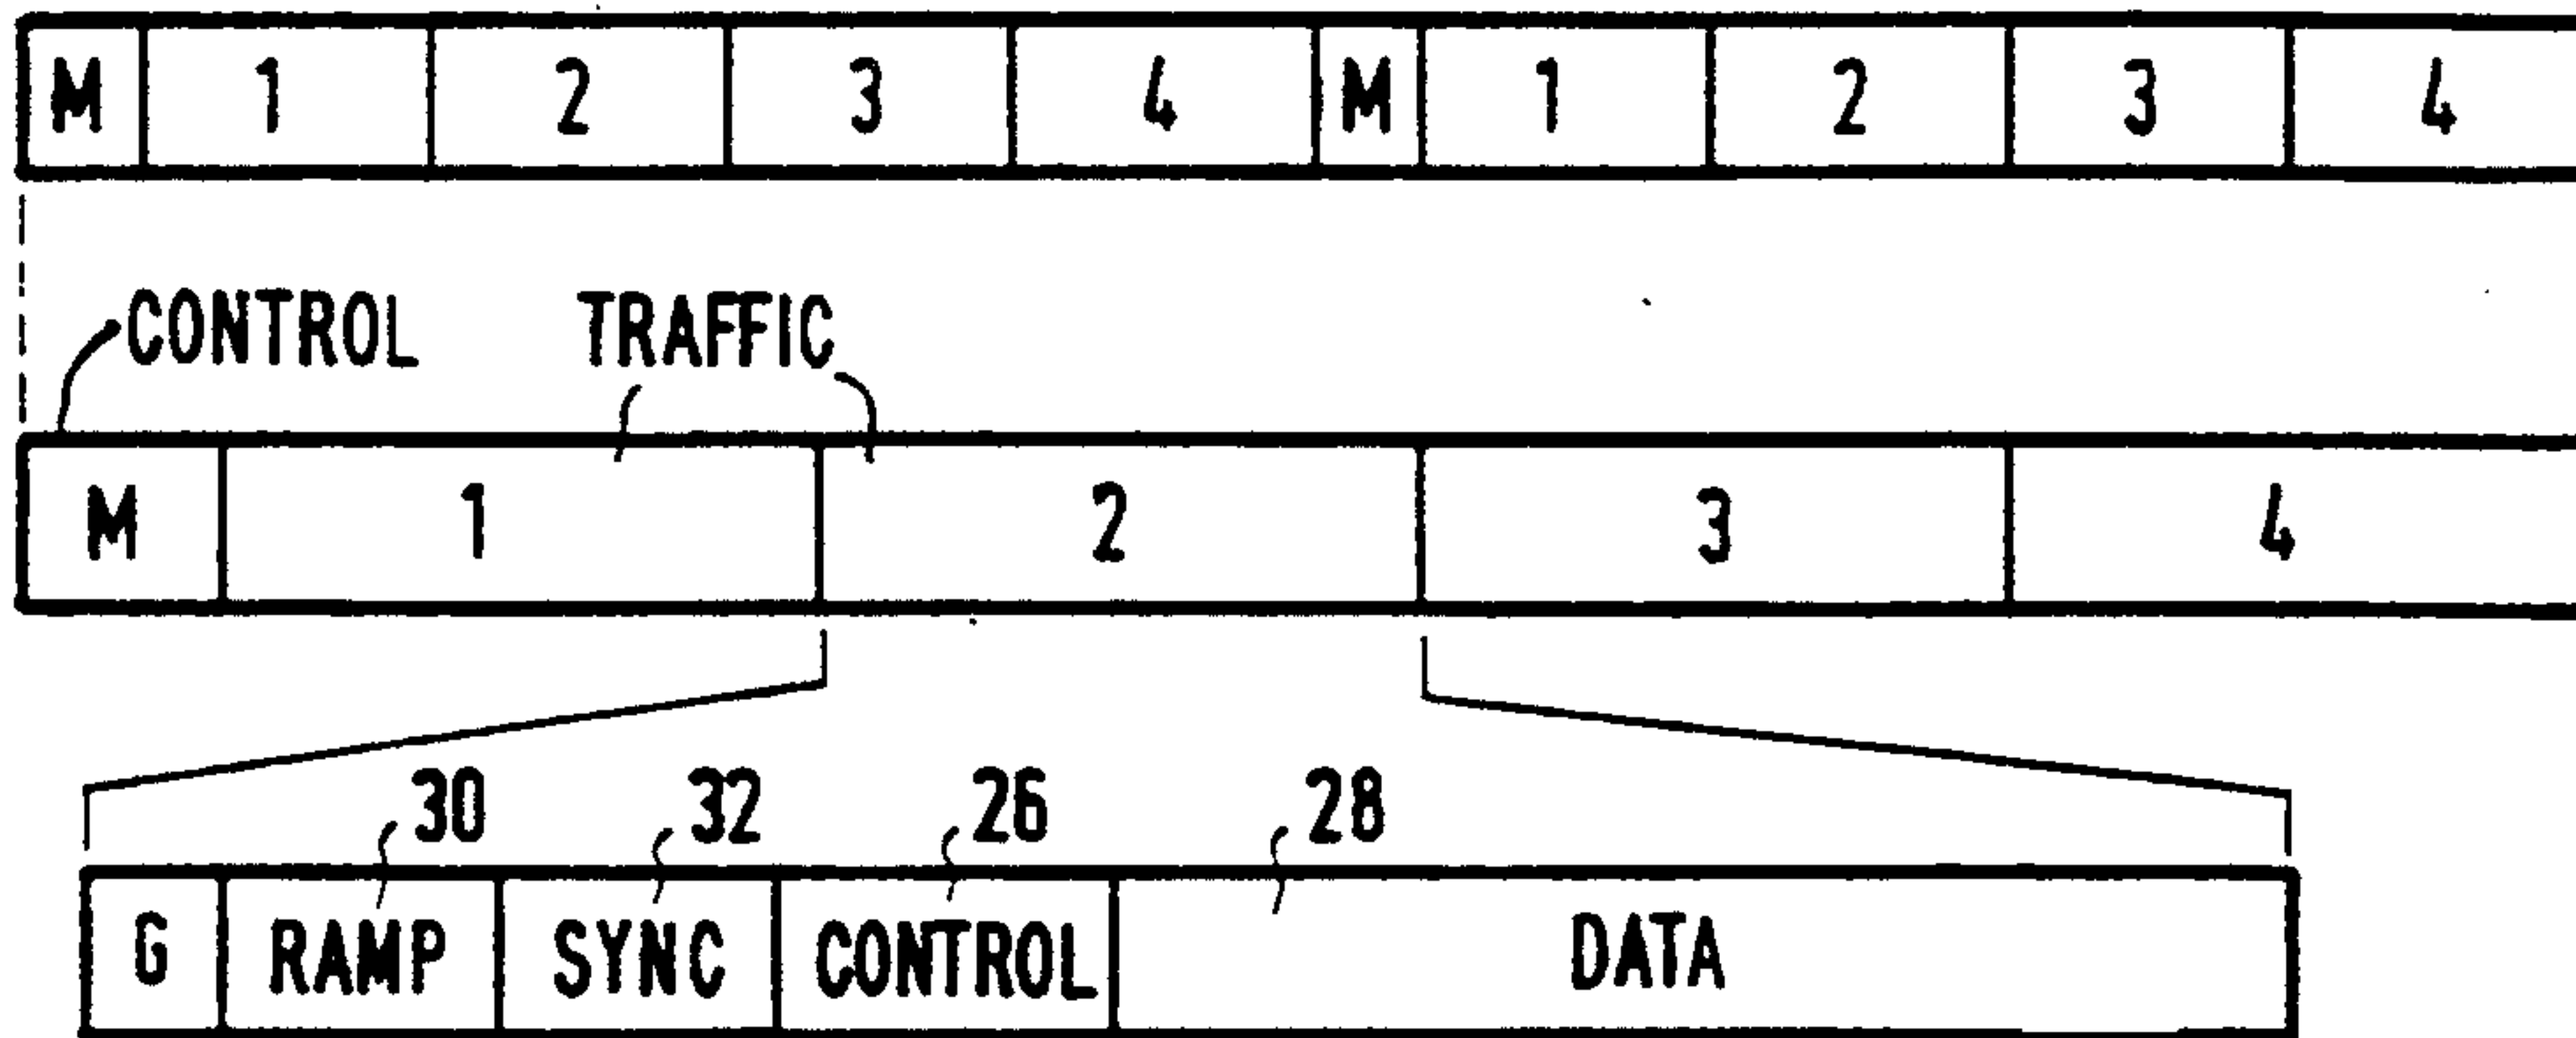 M 1 2 3 4 M 1 2 3 4
CONTROL TRAFFIC
M 1 2 3 4
30 32 26 28
G RAMP SYNC CONTROL DATA